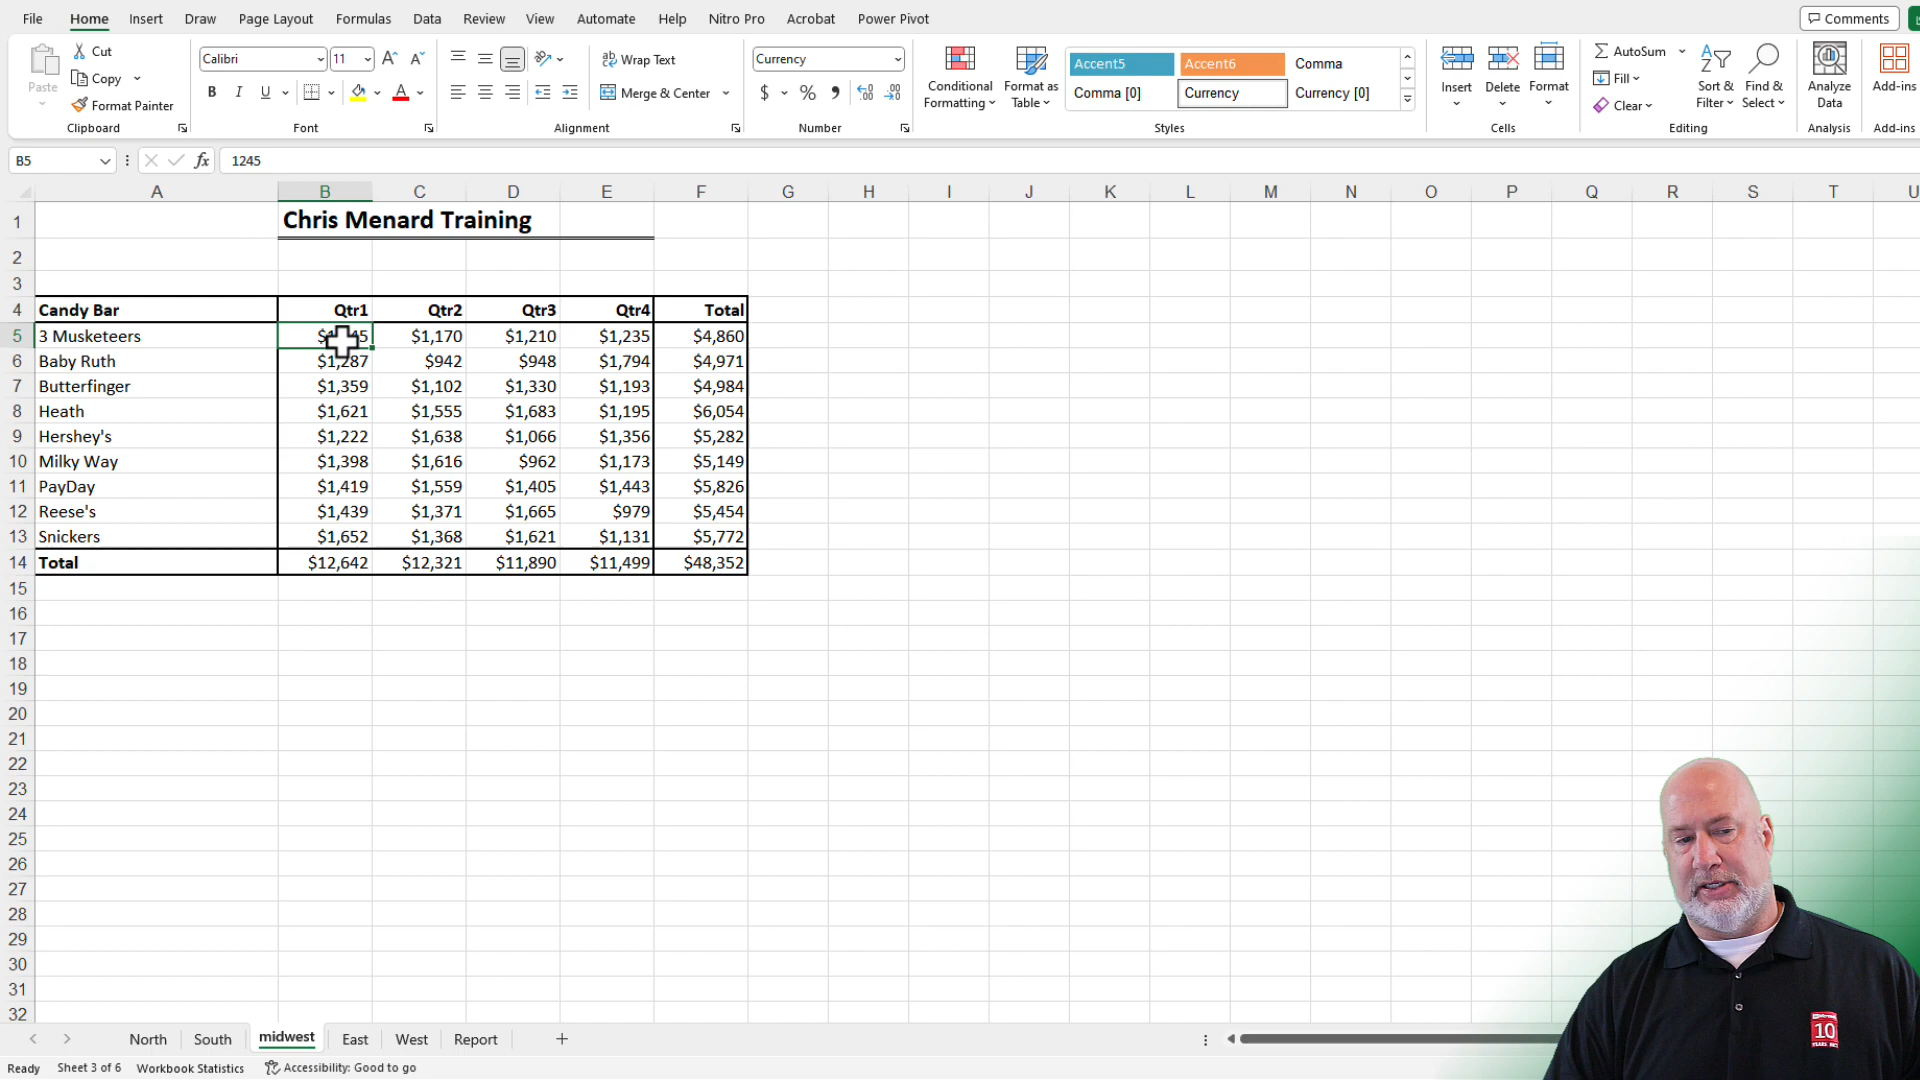 File Home Insert Draw Page Layout Formulas Data Review View Automate Help Nitro Pro Acrobat Power Pivot Comments
Paste Cut Copy Format Painter Clipboard
Calibri 11 A A B I U A Font
ab Wrap Text Merge & Center Alignment
Currency $ % , Number
Conditional Formatting Format as Table
Accent5 Accent6 Comma
Comma [0] Currency Currency [0]
Styles
Insert Delete Format Cells
AutoSum Fill Clear Sort & Filter Find & Select Editing
Analyze Data Analysis
Add-ins Add-ins
B5 fx 1245
A B C D E F G H I J K L M N O P Q R S T U
1 Chris Menard Training
2
3
4 Candy Bar Qtr1 Qtr2 Qtr3 Qtr4 Total
5 3 Musketeers $1,170 $1,210 $1,235 $4,860
6 Baby Ruth $1,287 $942 $948 $1,794 $4,971
7 Butterfinger $1,359 $1,102 $1,330 $1,193 $4,984
8 Heath $1,621 $1,555 $1,683 $1,195 $6,054
9 Hershey's $1,222 $1,638 $1,066 $1,356 $5,282
10 Milky Way $1,398 $1,616 $962 $1,173 $5,149
11 PayDay $1,419 $1,559 $1,405 $1,443 $5,826
12 Reese's $1,439 $1,371 $1,665 $979 $5,454
13 Snickers $1,652 $1,368 $1,621 $1,131 $5,772
14 Total $12,642 $12,321 $11,890 $11,499 $48,352
15
16
17
18
19
20
21
22
23
24
25
26
27
28
29
30
31
32
10
North South midwest East West Report
Ready Sheet 3 of 6 Workbook Statistics Accessibility: Good to go